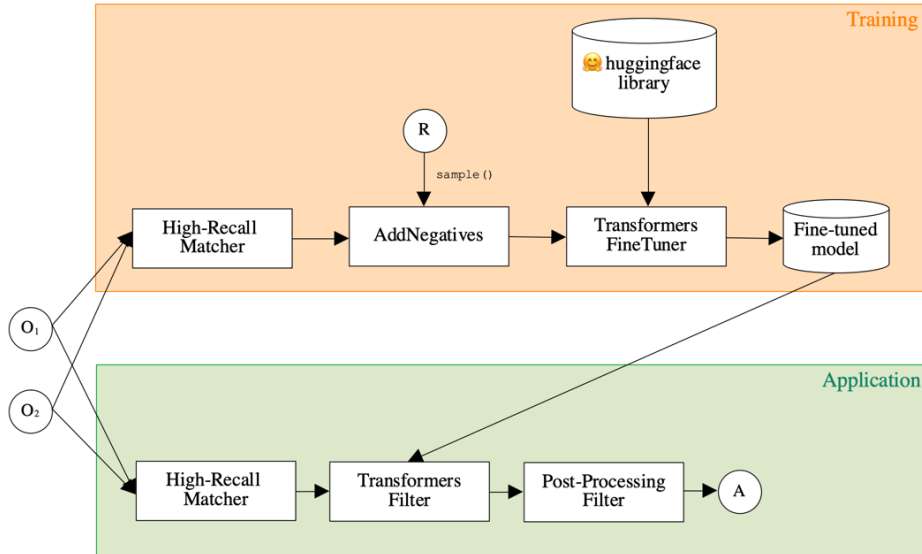 Training
🤗 huggingface
library
R
sample()
High-Recall
Matcher
AddNegatives
Transformers
FineTuner
Fine-tuned
model
O₁
O₂
Application
High-Recall
Matcher
Transformers
Filter
Post-Processing
Filter
A